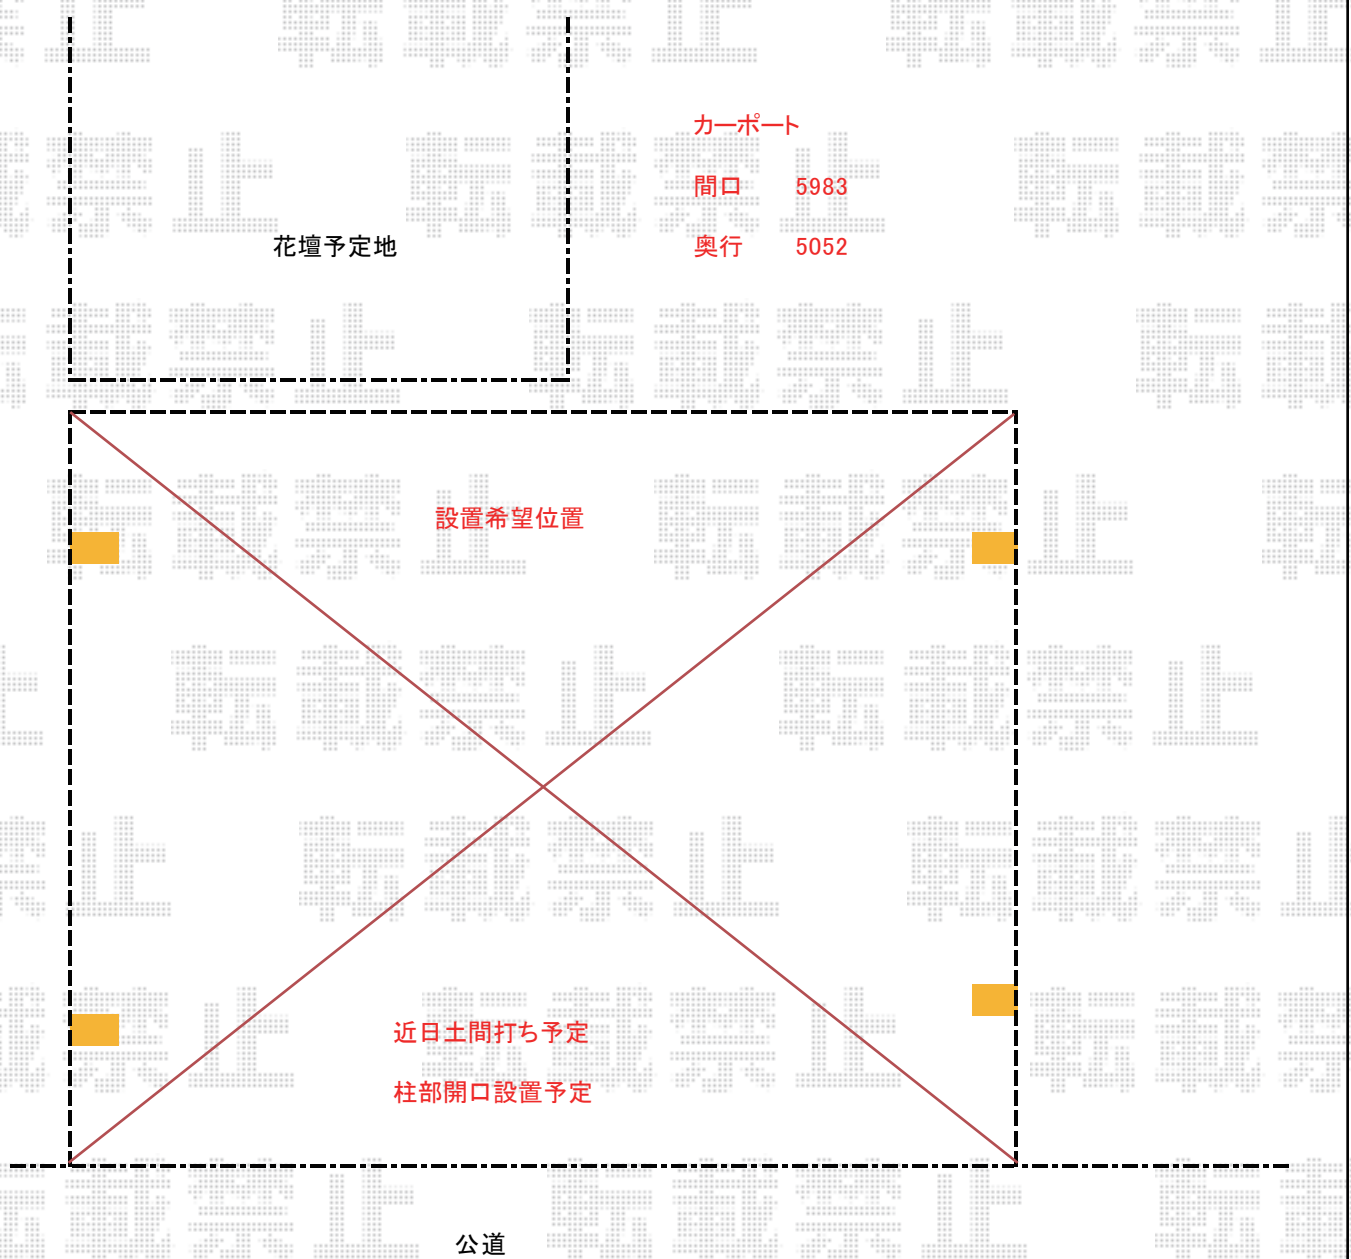 カーポート
間口 5983
奥行 5052
花壇予定地
設置希望位置
近日土間打ち予定
柱部開口設置予定
公道
転載禁止